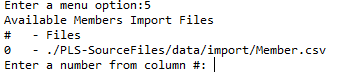 Enter a menu option:5
Available Members Import Files
#   - Files
0   - ./PLS-SourceFiles/data/import/Member.csv
Enter a number from column #: